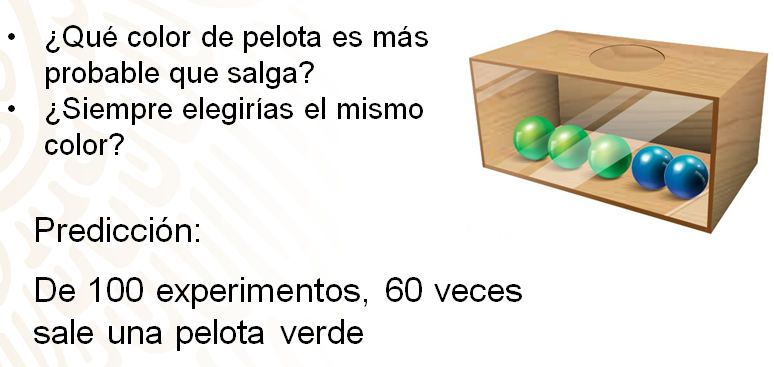 • ¿Qué color de pelota es más
probable que salga?
• ¿Siempre elegirías el mismo
color?
Predicción:
De 100 experimentos, 60 veces
sale una pelota verde